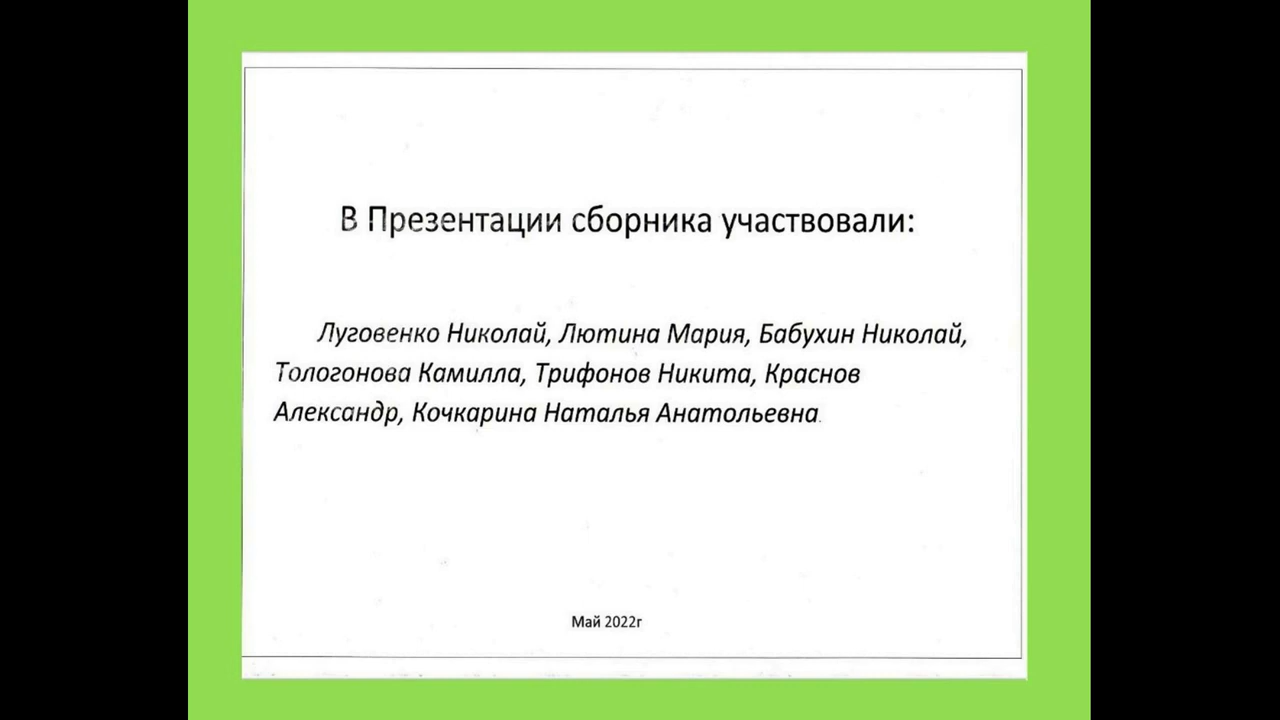 В Презентации сборника участвовали:
Луговенко Николай, Лютина Мария, Бабухин Николай,
Тологонова Камилла, Трифонов Никита, Краснов
Александр, Кочкарина Наталья Анатольевна.
Май 2022г